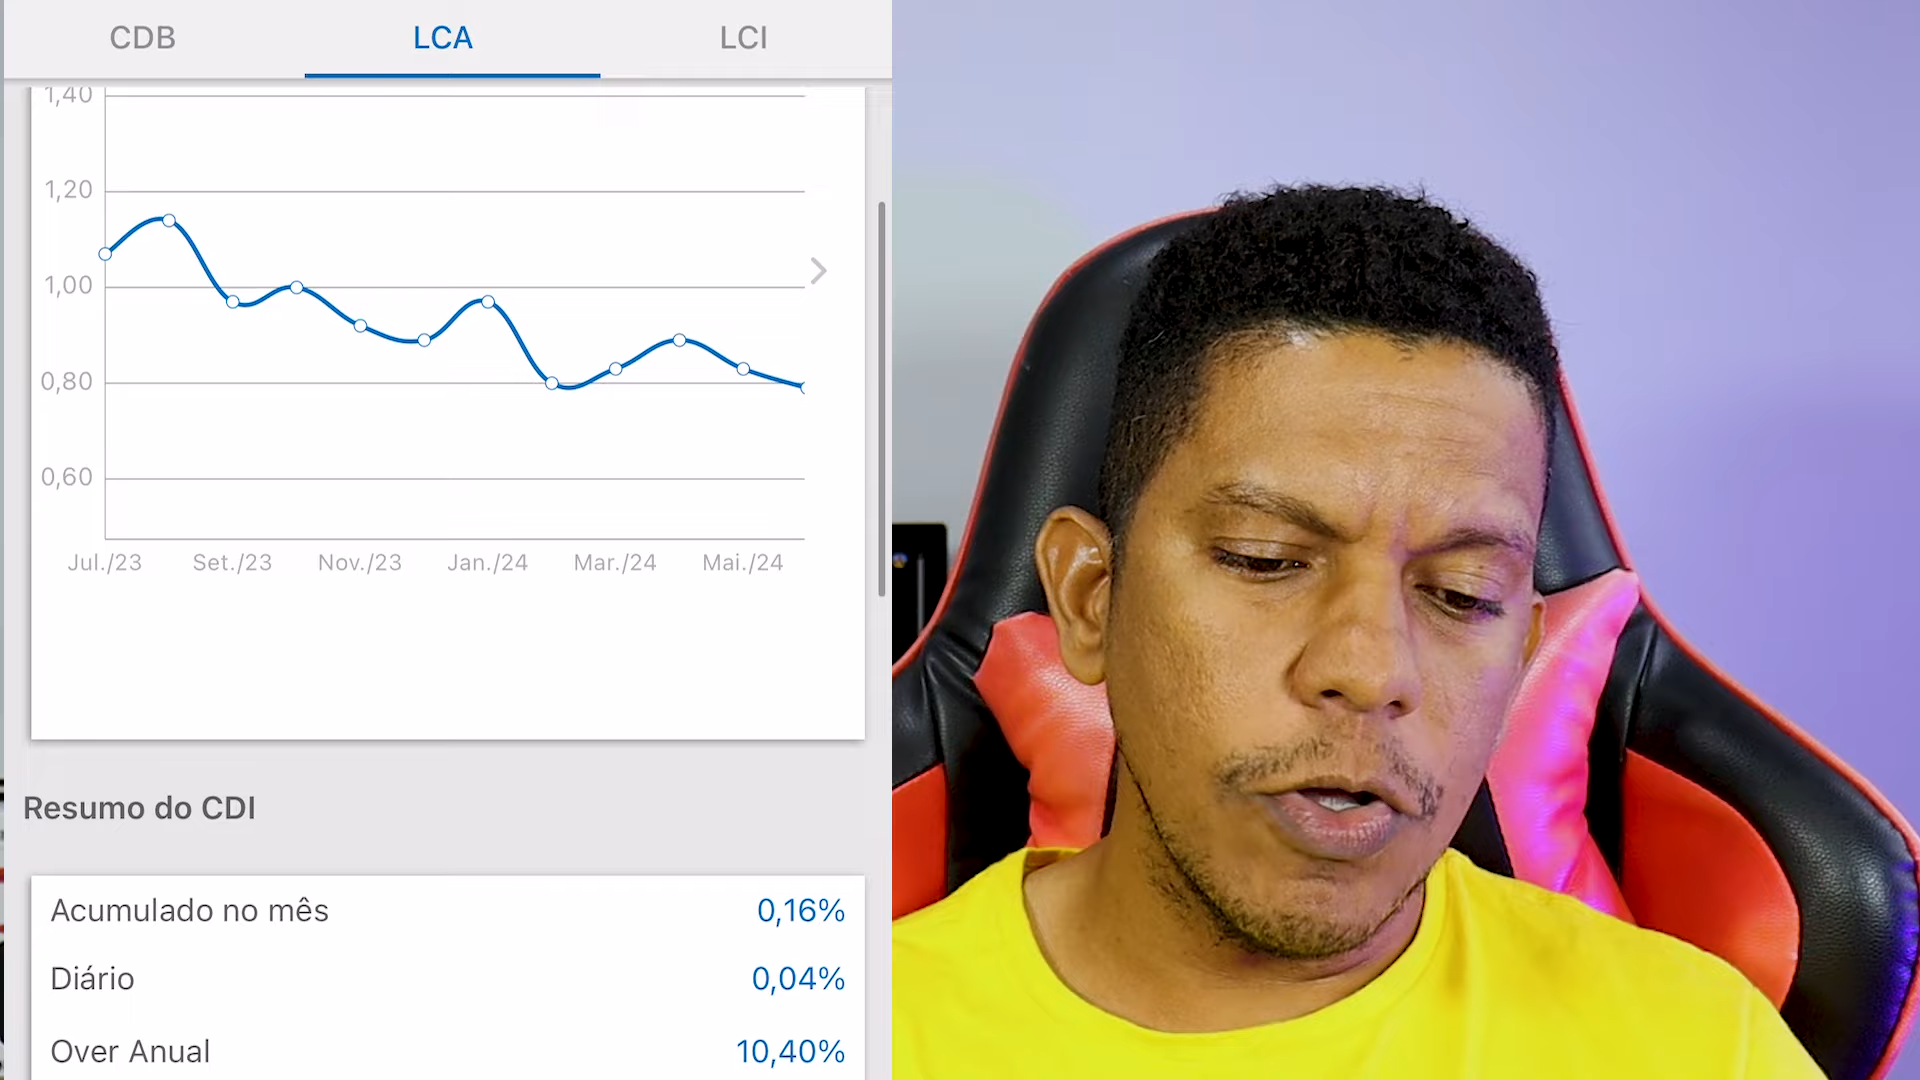 CDB LCA LCI
1,40
1,20
1,00
0,80
0,60
Jul./23 Set./23 Nov./23 Jan./24 Mar./24 Mai./24
Resumo do CDI
Acumulado no mês 0,16%
Diário 0,04%
Over Anual 10,40%